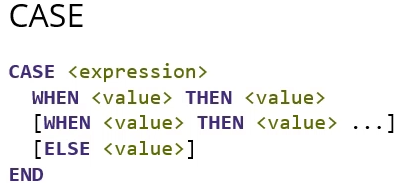 CASE
CASE <expression>
WHEN <value> THEN <value>
[WHEN <value> THEN <value> ...]
[ELSE <value>]
END